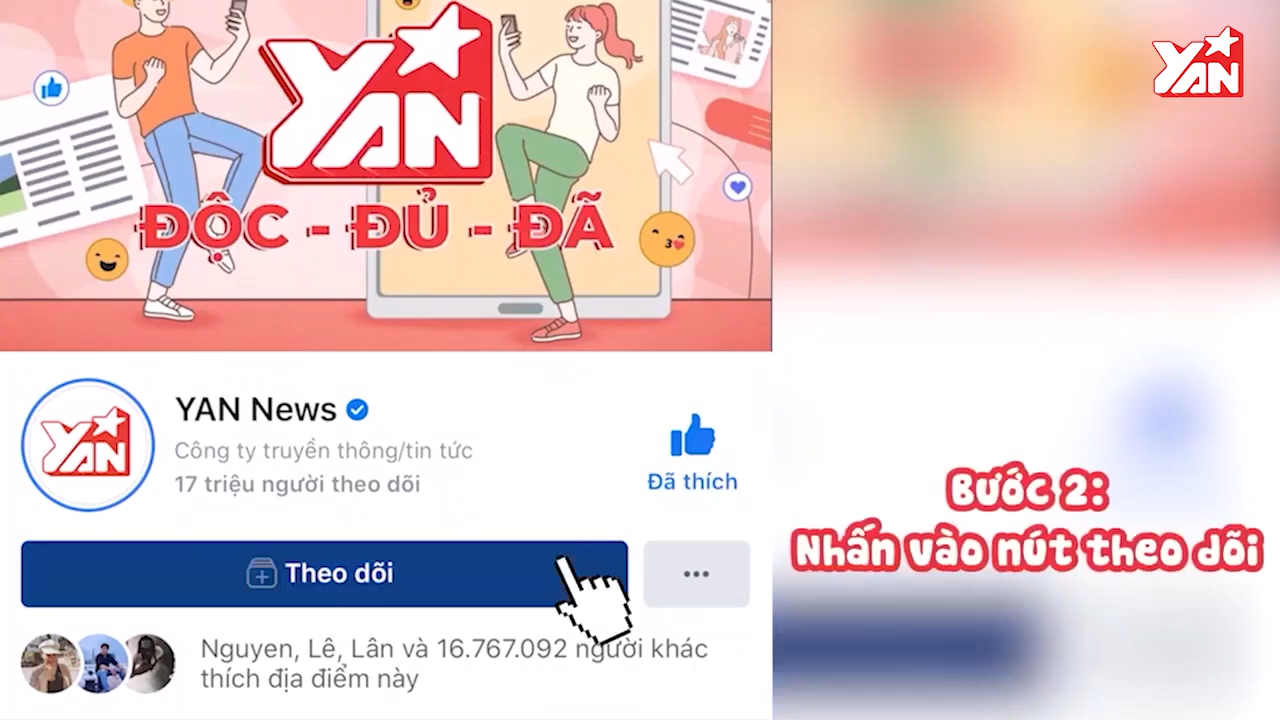 YAN
ĐỘC - ĐỦ - ĐÃ
YAN
YAN
YAN News
Công ty truyền thông/tin tức
17 triệu người theo dõi
Đã thích
Theo dõi
Nguyen, Lê, Lân và 16.767.092 người khác
thích địa điểm này
Bước 2:
Nhấn vào nút theo dõi